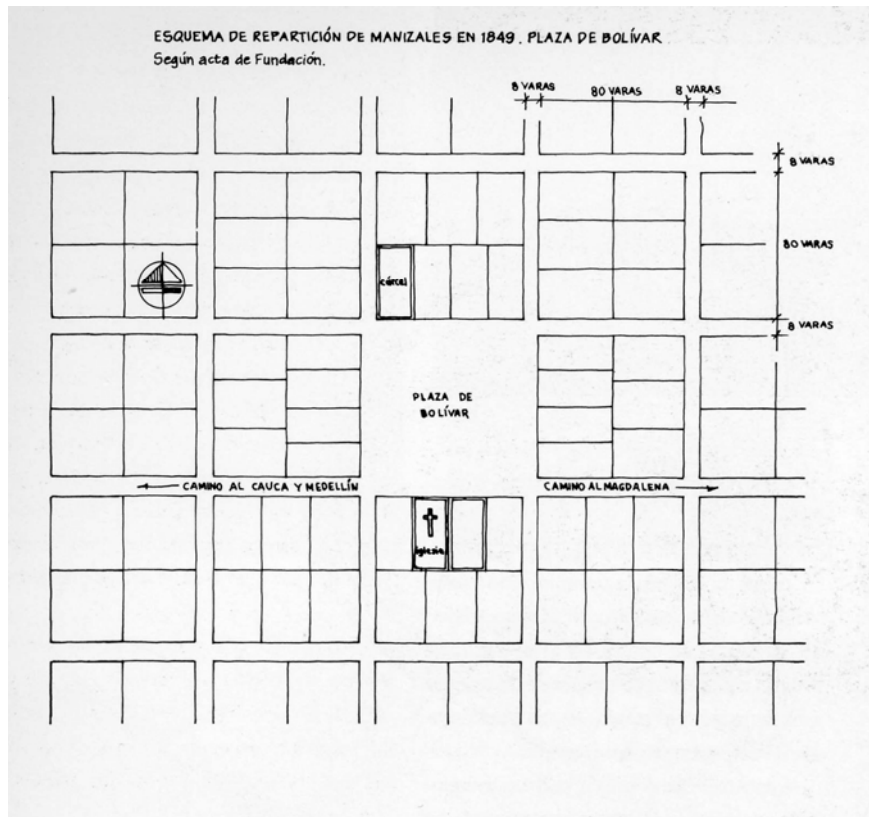 ESQUEMA DE REPARTICIÓN DE MANIZALES EN 1849. PLAZA DE BOLÍVAR
Según acta de Fundación.
8 VARAS
80 VARAS
8 VARAS
8 VARAS
80 VARAS
cárcel
8 VARAS
PLAZA DE
BOLÍVAR
CAMINO AL CAUCA Y MEDELLÍN
CAMINO AL MAGDALENA
iglesia